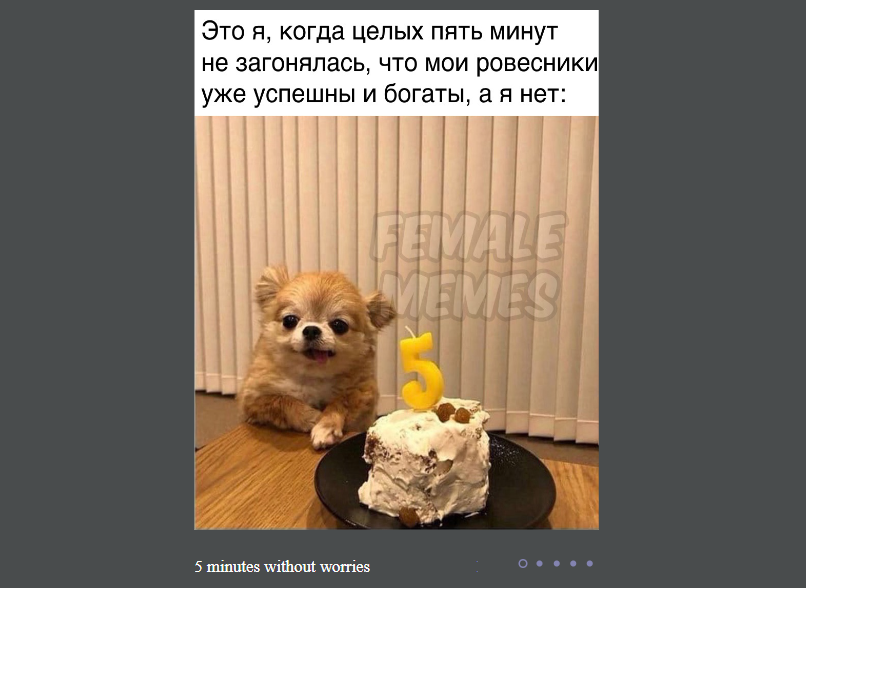 Это я, когда целых пять минут
не загонялась, что мои ровесники
уже успешны и богаты, а я нет:
FEMALE
MEMES
5
5 minutes without worries